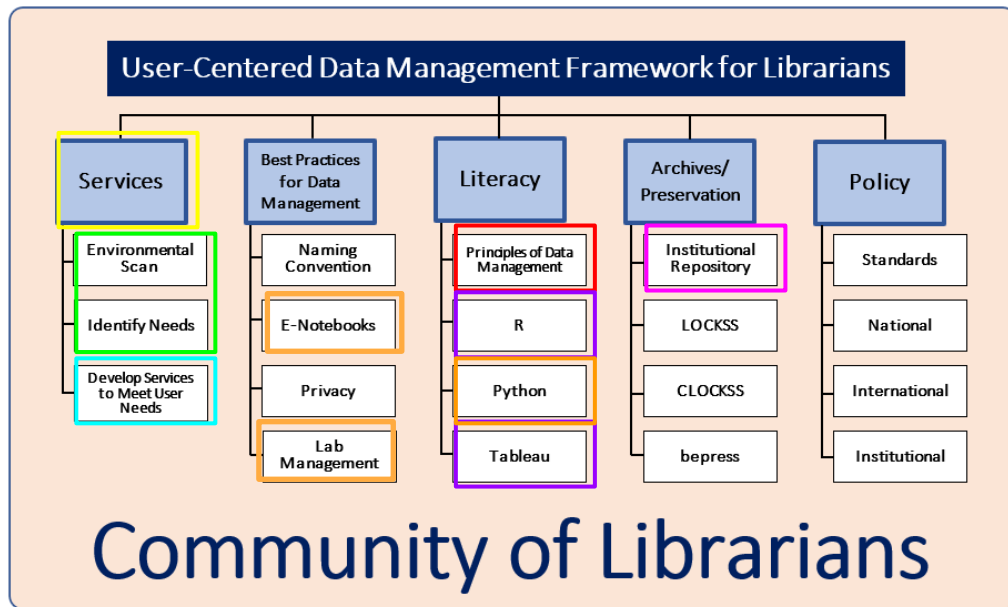 User-Centered Data Management Framework for Librarians
Services
Best Practices
for Data
Management
Literacy
Archives/
Preservation
Policy
Environmental
Scan
Identify Needs
Develop Services
to Meet User
Needs
Naming
Convention
E-Notebooks
Privacy
Lab
Management
Principles of Data
Management
R
Python
Tableau
Institutional
Repository
LOCKSS
CLOCKSS
bepress
Standards
National
International
Institutional
Community of Librarians